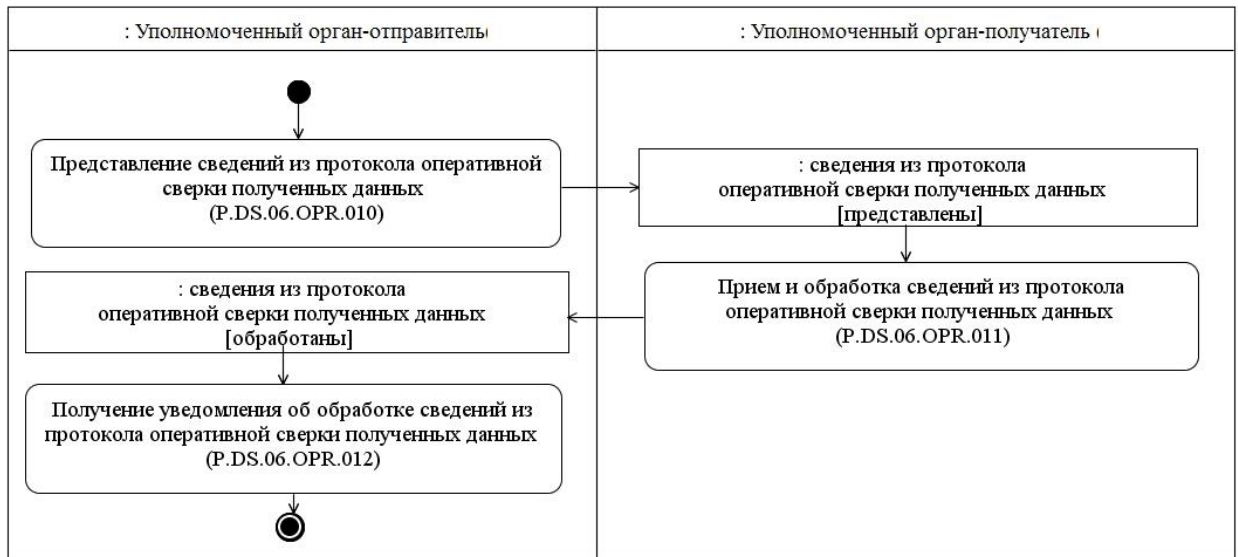 : Уполномоченный орган-отправитель(
: Уполномоченный орган-получатель (
Представление сведений из протокола оперативной
сверки полученных данных
(P.DS.06.OPR.010)
: сведения из протокола
оперативной сверки полученных данных
[представлены]
Прием и обработка сведений из протокола
оперативной сверки полученных данных
(P.DS.06.OPR.011)
: сведения из протокола
оперативной сверки полученных данных
[обработаны]
Получение уведомления об обработке сведений из
протокола оперативной сверки полученных данных
(P.DS.06.OPR.012)